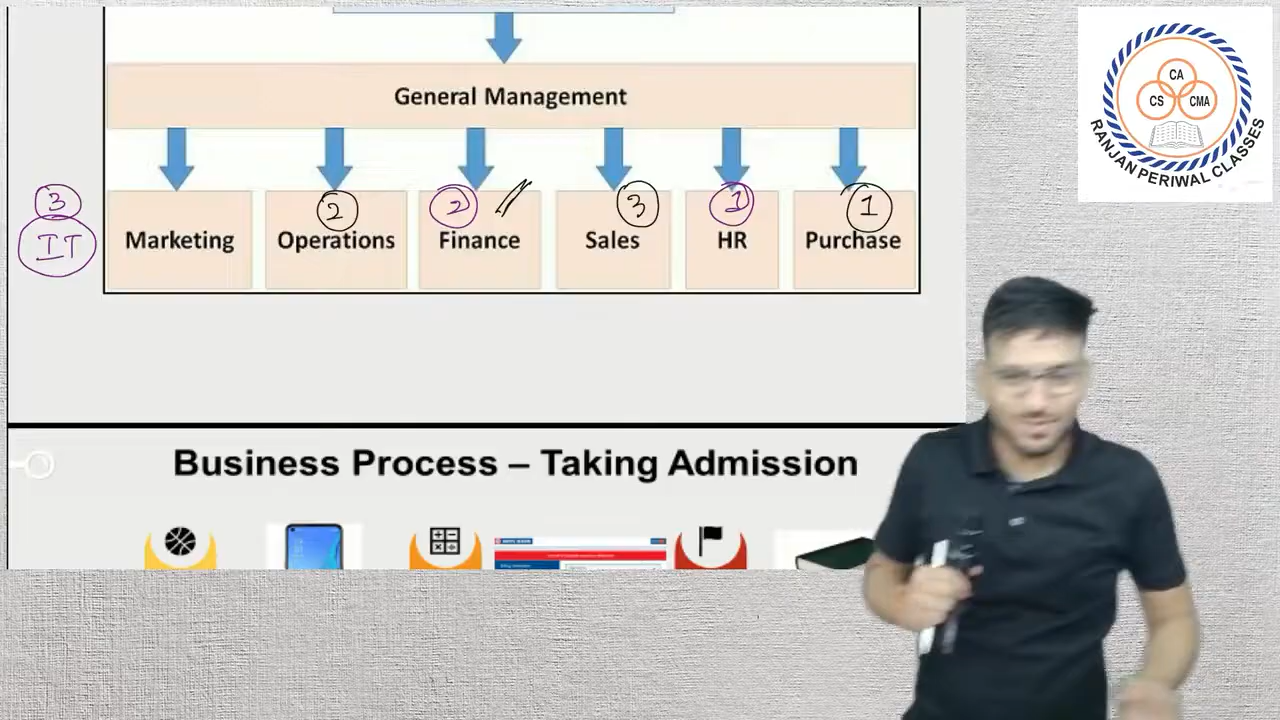 General Management
3
2
2
3
1
1
IT
Marketing
Operations
Finance
Sales
HR
Purchase
Business Process – Taking Admission
CA
CS
CMA
RANJAN PERIWAL CLASSES